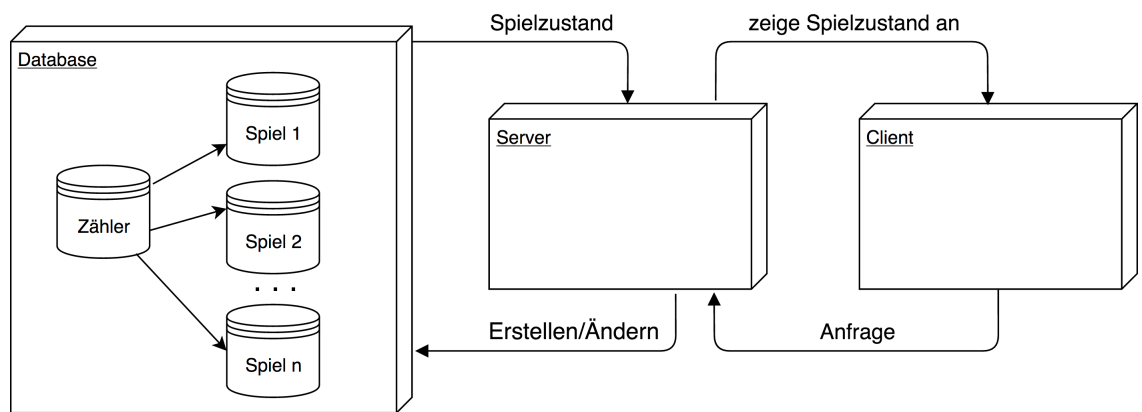 Database
Zähler
Spiel 1
Spiel 2
. . .
Spiel n
Spielzustand
zeige Spielzustand an
Server
Client
Erstellen/Ändern
Anfrage